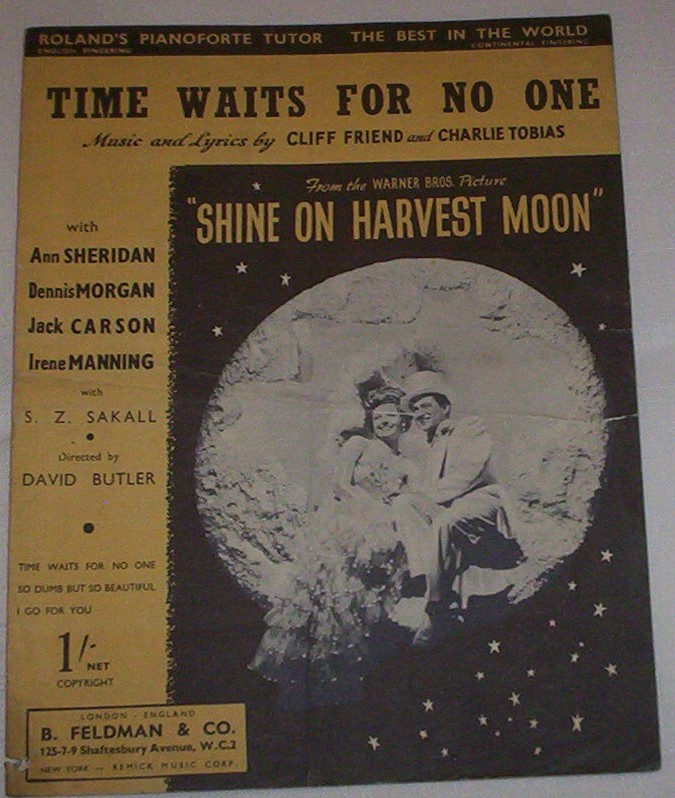 ROLAND'S PIANOFORTE TUTOR THE BEST IN THE WORLD
ENGLISH FINGERING CONTINENTAL FINGERING
TIME WAITS FOR NO ONE
Music and Lyrics by CLIFF FRIEND and CHARLIE TOBIAS
From the WARNER BROS. Picture
"SHINE ON HARVEST MOON"
with
Ann SHERIDAN
Dennis MORGAN
Jack CARSON
Irene MANNING
with
S. Z. SAKALL
Directed by
DAVID BUTLER
TIME WAITS FOR NO ONE
SO DUMB BUT SO BEAUTIFUL
I GO FOR YOU
1/-
NET
COPYRIGHT
LONDON - ENGLAND
B. FELDMAN & CO.
125-7-9 Shaftesbury Avenue, W.C.2
NEW YORK — REMICK MUSIC CORP.